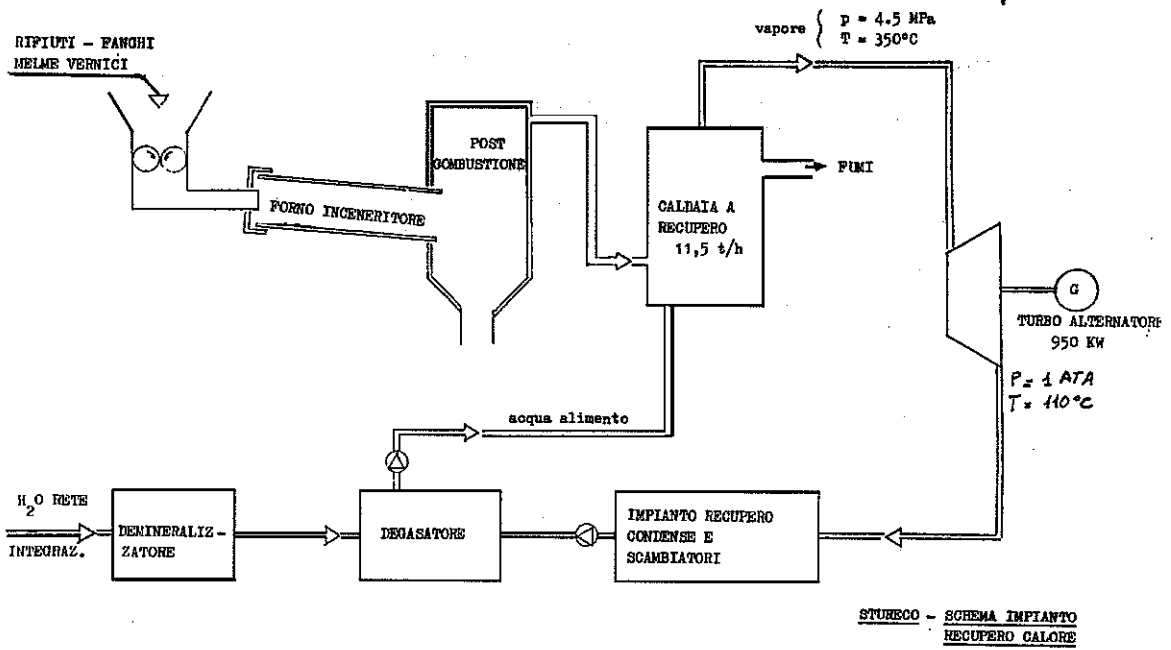 RIFIUTI - FANGHI
MELME VERNICI
vapore
p = 4.5 MPa
T = 350°C
POST
COMBUSTIONE
FORNO INCENERITORE
CALDAIA A
RECUPERO
11,5 t/h
FUMI
G
TURBO ALTERNATORE
950 KW
P= 1 ATA
T= 110°C
acqua alimento
H2O RETE
INTEGRAZ.
DEMINERALIZ-
ZATORE
DEGASATORE
IMPIANTO RECUPERO
CONDENSE E
SCAMBIATORI
STURECO - SCHEMA IMPIANTO
RECUPERO CALORE